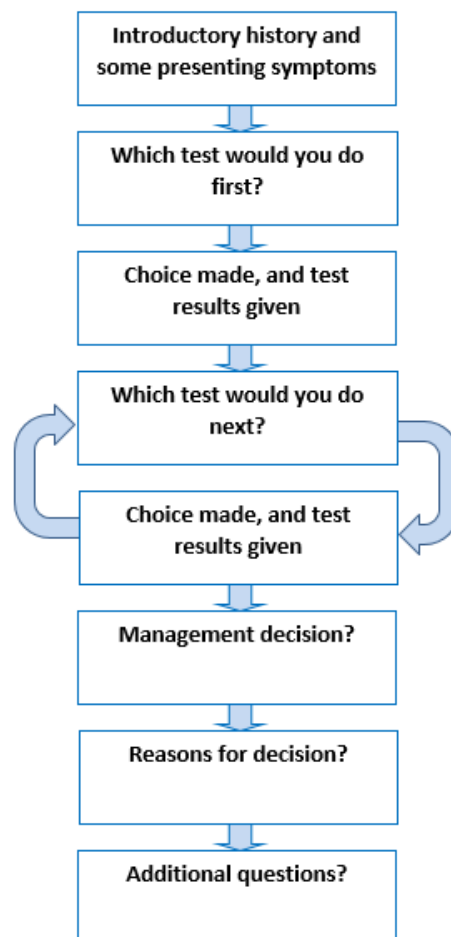 Introductory history and
some presenting symptoms
Which test would you do
first?
Choice made, and test
results given
Which test would you do
next?
Choice made, and test
results given
Management decision?
Reasons for decision?
Additional questions?